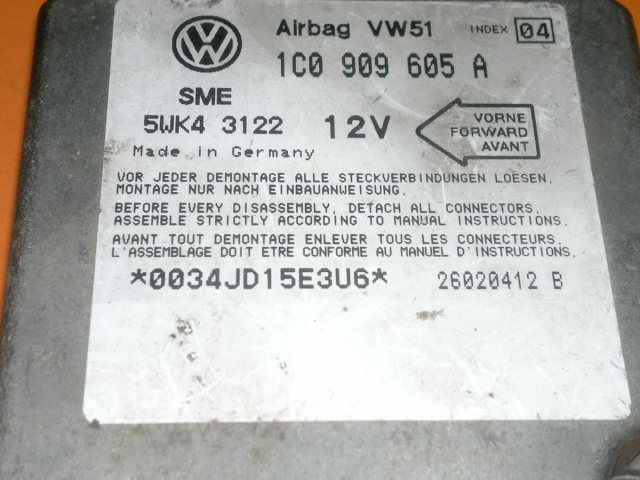 Airbag VW51 INDEX 04
1C0 909 605 A
SME
5WK4 3122 12V
VORNE
FORWARD
AVANT
Made in Germany
VOR JEDER DEMONTAGE ALLE STECKVERBINDUNGEN LOESEN.
MONTAGE NUR NACH EINBAUANWEISUNG.
BEFORE EVERY DISASSEMBLY, DETACH ALL CONNECTORS.
ASSEMBLE STRICTLY ACCORDING TO MANUAL INSTRUCTIONS.
AVANT TOUT DEMONTAGE ENLEVER TOUS LES CONNECTEURS.
L'ASSEMBLAGE DOIT ETRE CONFORME AU MANUEL D'INSTRUCTIONS.
*0034JD15E3U6* 26020412 B